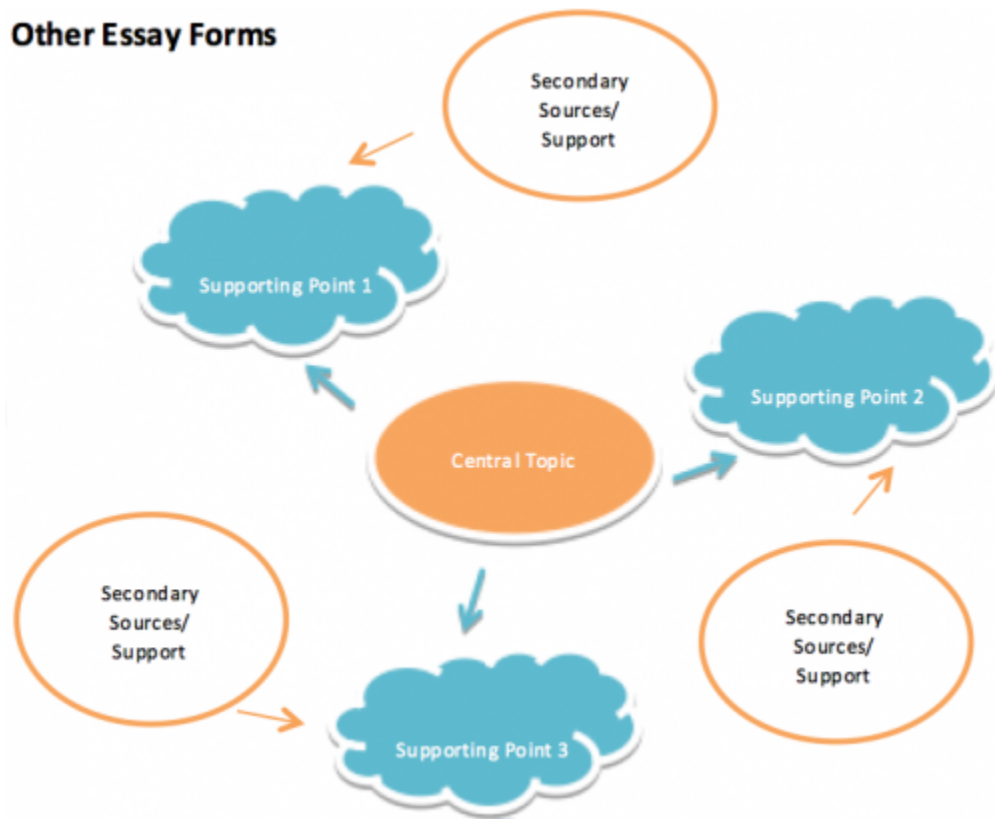 Other Essay Forms
Secondary
Sources/
Support
Supporting Point 1
Supporting Point 2
Central Topic
Secondary
Sources/
Support
Secondary
Sources/
Support
Supporting Point 3